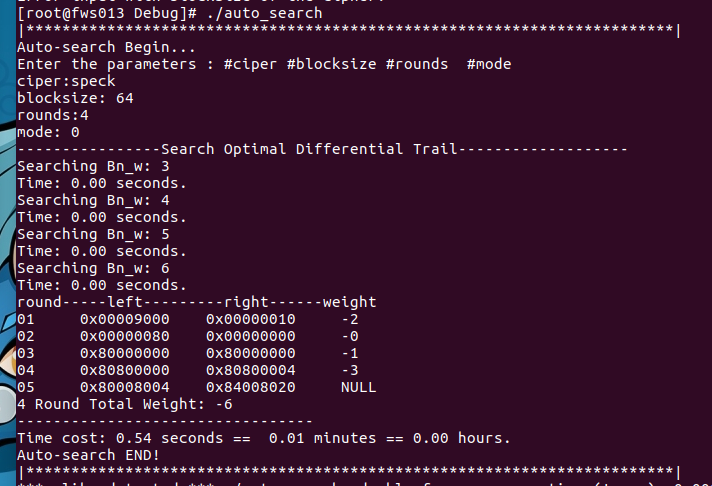 [root@fws013 Debug]# ./auto_search
|************************************************************************|
Auto-search Begin...
Enter the parameters : #ciper #blocksize #rounds  #mode
ciper:speck
blocksize: 64
rounds:4
mode: 0
----------------Search Optimal Differential Trail-------------------
Searching Bn_w: 3
Time: 0.00 seconds.
Searching Bn_w: 4
Time: 0.00 seconds.
Searching Bn_w: 5
Time: 0.00 seconds.
Searching Bn_w: 6
Time: 0.00 seconds.
round-----left---------right------weight
01     0x00009000    0x00000010     -2
02     0x00000080    0x00000000     -0
03     0x80000000    0x80000000     -1
04     0x80800000    0x80800004     -3
05     0x80008004    0x84008020     NULL
4 Round Total Weight: -6
---------------------------------
Time cost: 0.54 seconds ==  0.01 minutes == 0.00 hours.
Auto-search END!
|************************************************************************|